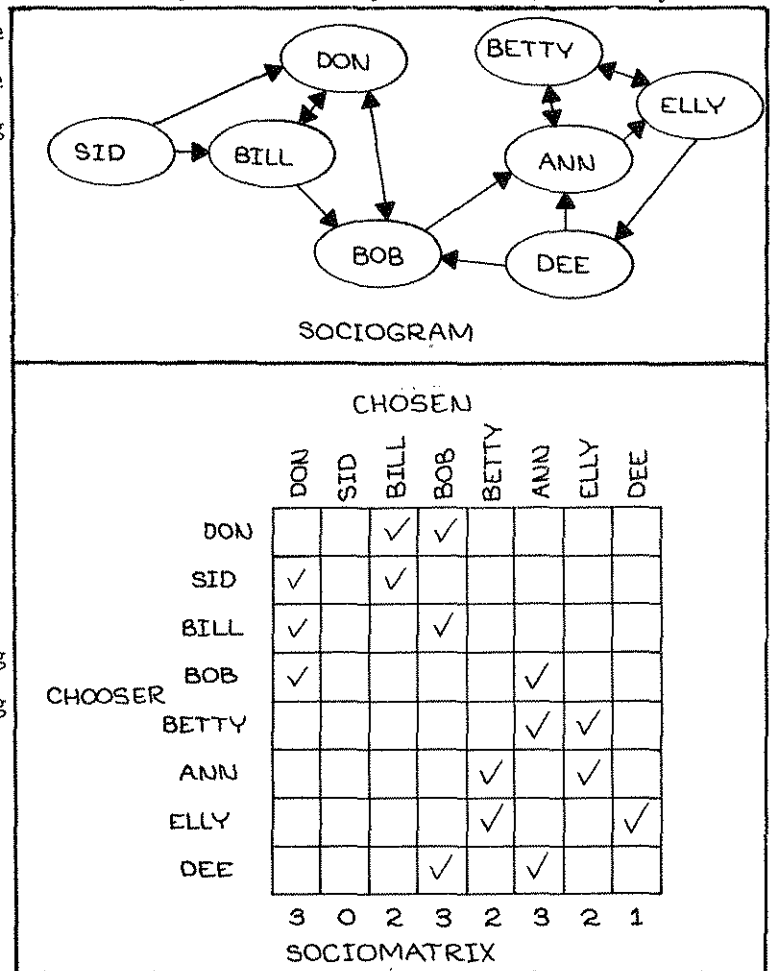 DON
BETTY
ELLY
SID
BILL
ANN
BOB
DEE
SOCIOGRAM
CHOSEN
DON SID BILL BOB BETTY ANN ELLY DEE
DON ✓ ✓
SID ✓ ✓
BILL ✓ ✓
BOB ✓ ✓
CHOOSER
BETTY ✓ ✓
ANN ✓ ✓
ELLY ✓ ✓
DEE ✓ ✓
3 0 2 3 2 3 2 1
SOCIOMATRIX